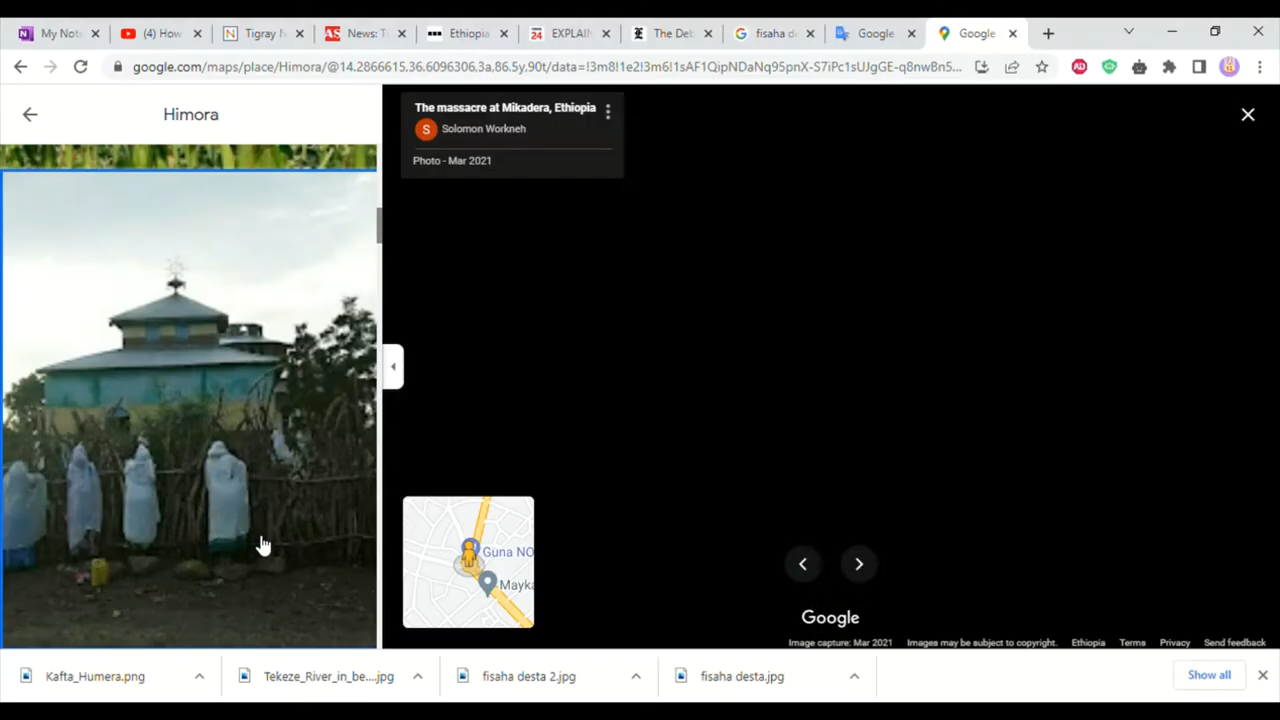 My Not
(4) How
Tigray N
News: T
Ethiopia
EXPLAIN
The Deb
fisaha de
Google
Google
google.com/maps/place/Himora/@14.2866615,36.6096306,3a,86.5y,90t/data=!3m8!1e2!3m6!1sAF1QipNDaNq95pnX-S7iPc1sUJgGE-q8nwBn5...
Himora
The massacre at Mikadera, Ethiopia
S Solomon Workneh
Photo - Mar 2021
Guna NO
Mayka
Google
Image capture: Mar 2021 Images may be subject to copyright. Ethiopia Terms Privacy Send feedback
Kafta_Humera.png
Tekeze_River_in_be....jpg
fisaha desta 2.jpg
fisaha desta.jpg
Show all